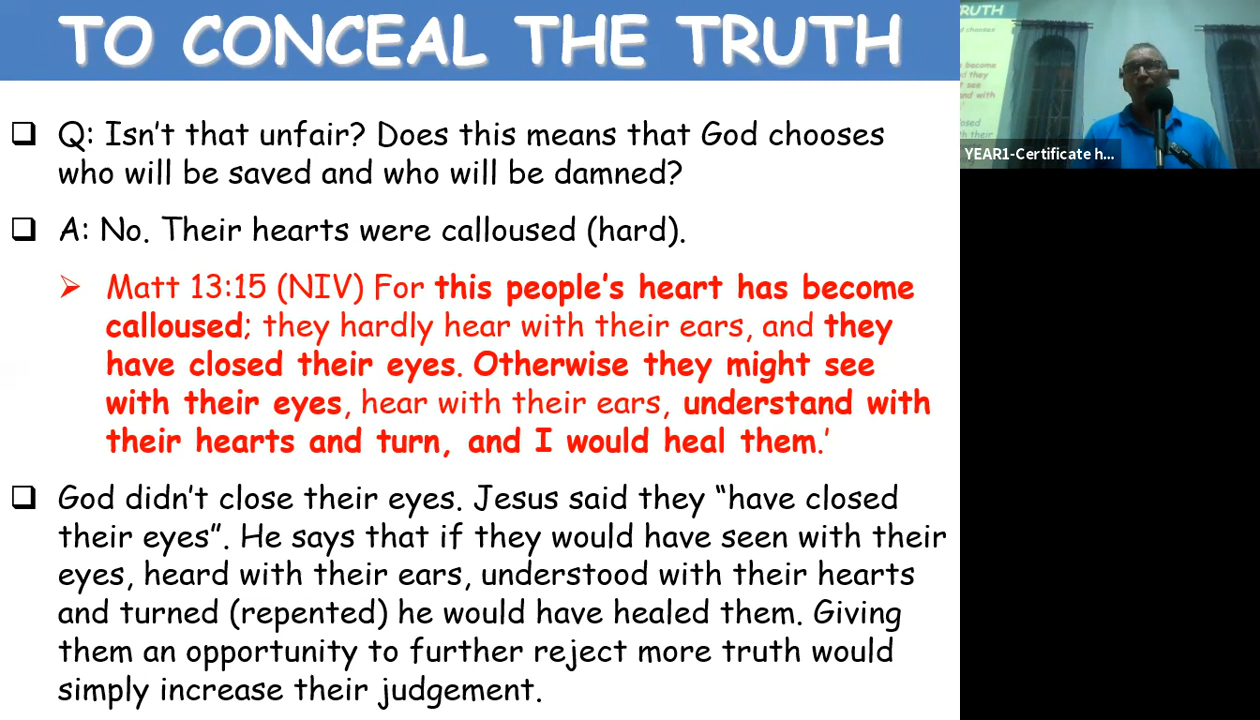 TO CONCEAL THE TRUTH
Q: Isn't that unfair? Does this means that God chooses
who will be saved and who will be damned?
A: No. Their hearts were calloused (hard).
Matt 13:15 (NIV) For this people's heart has become
calloused; they hardly hear with their ears, and they
have closed their eyes. Otherwise they might see
with their eyes, hear with their ears, understand with
their hearts and turn, and I would heal them.'
God didn't close their eyes. Jesus said they “have closed
their eyes”. He says that if they would have seen with their
eyes, heard with their ears, understood with their hearts
and turned (repented) he would have healed them. Giving
them an opportunity to further reject more truth would
simply increase their judgement.
RUTH
YEAR1-Certificate h...